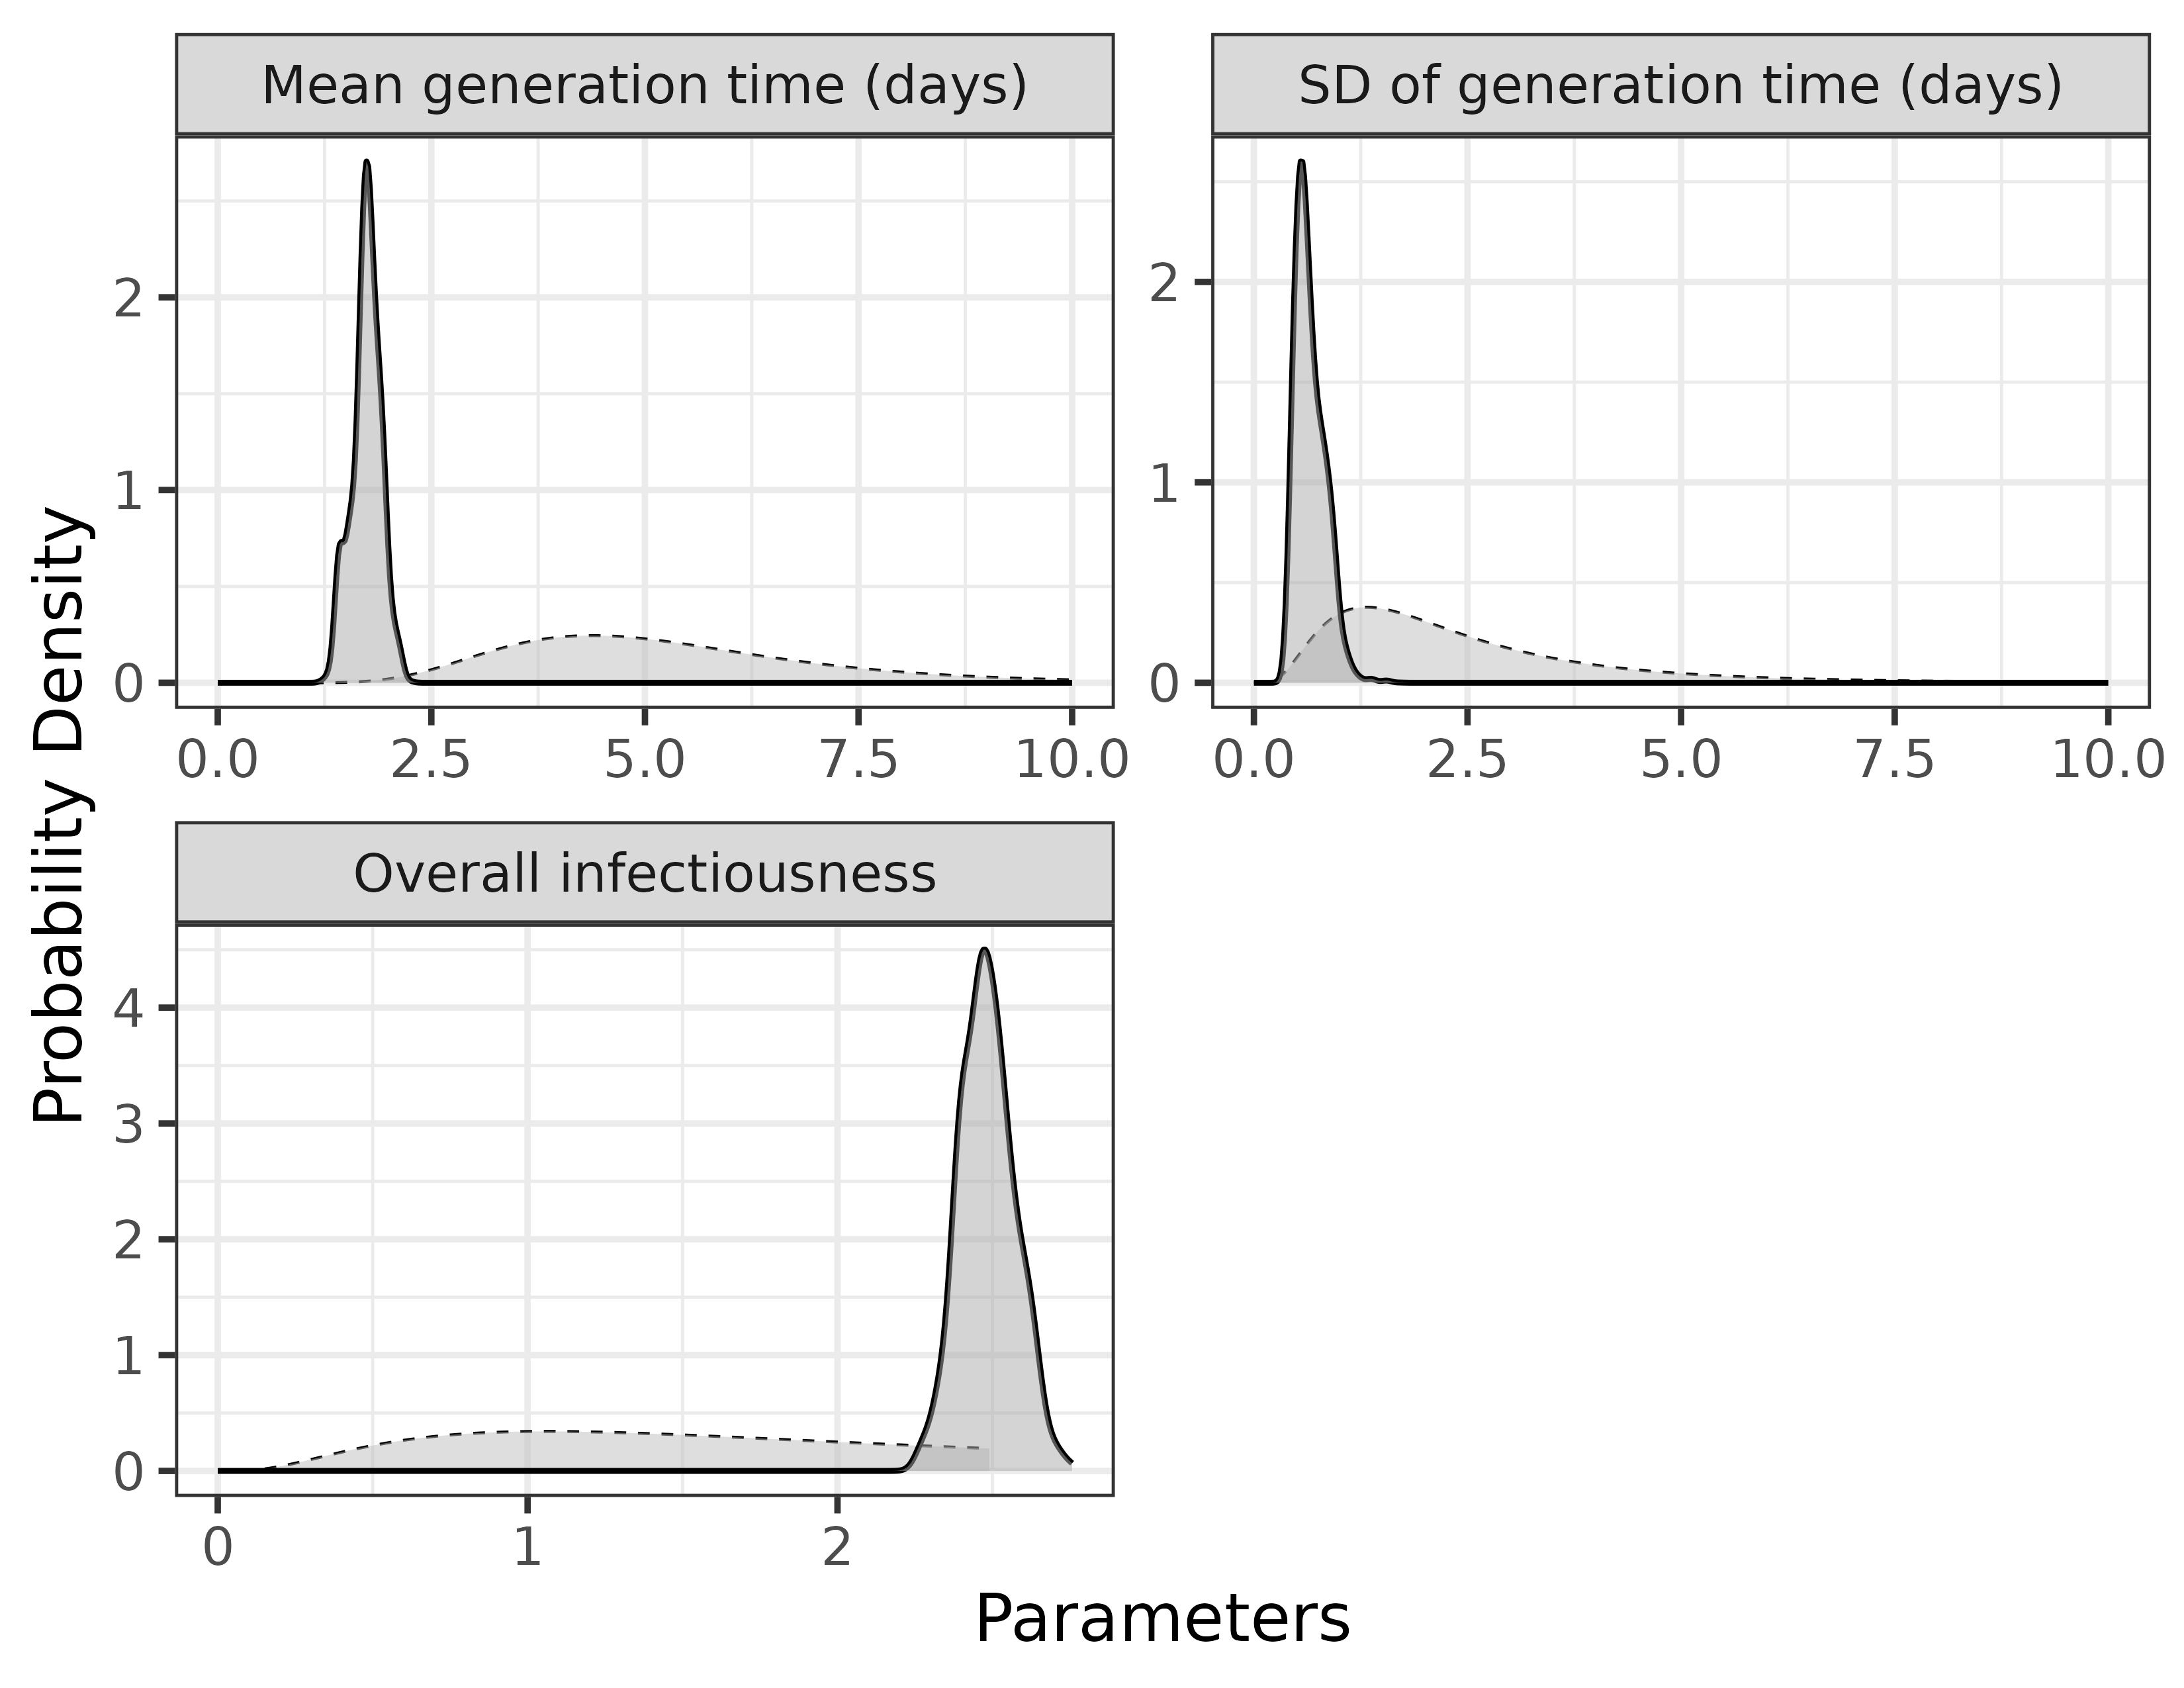 Mean generation time (days)
SD of generation time (days)
2
1
0
2
1
0
0.0 2.5 5.0 7.5 10.0
0.0 2.5 5.0 7.5 10.0
Probability Density
Overall infectiousness
4
3
2
1
0
0 1 2
Parameters